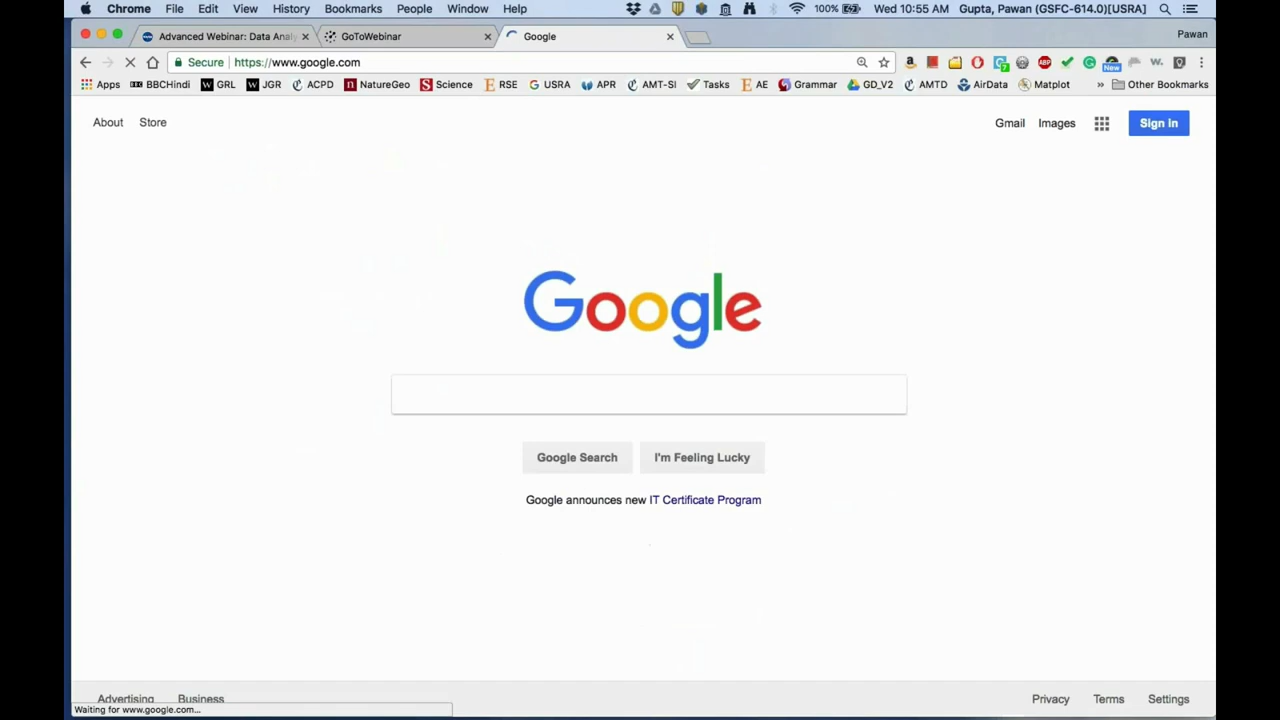 Chrome File Edit View History Bookmarks People Window Help 100% Wed 10:55 AM Gupta, Pawan (GSFC-614.0)[USRA]
Advanced Webinar: Data Analy GoToWebinar Google Pawan
Secure https://www.google.com
Apps BBCHindi GRL JGR ACPD NatureGeo Science RSE USRA APR AMT-SI Tasks AE Grammar GD_V2 AMTD AirData Matplot » Other Bookmarks
About Store Gmail Images Sign in
Google
Google Search I'm Feeling Lucky
Google announces new IT Certificate Program
Advertising Business Privacy Terms Settings
Waiting for www.google.com...